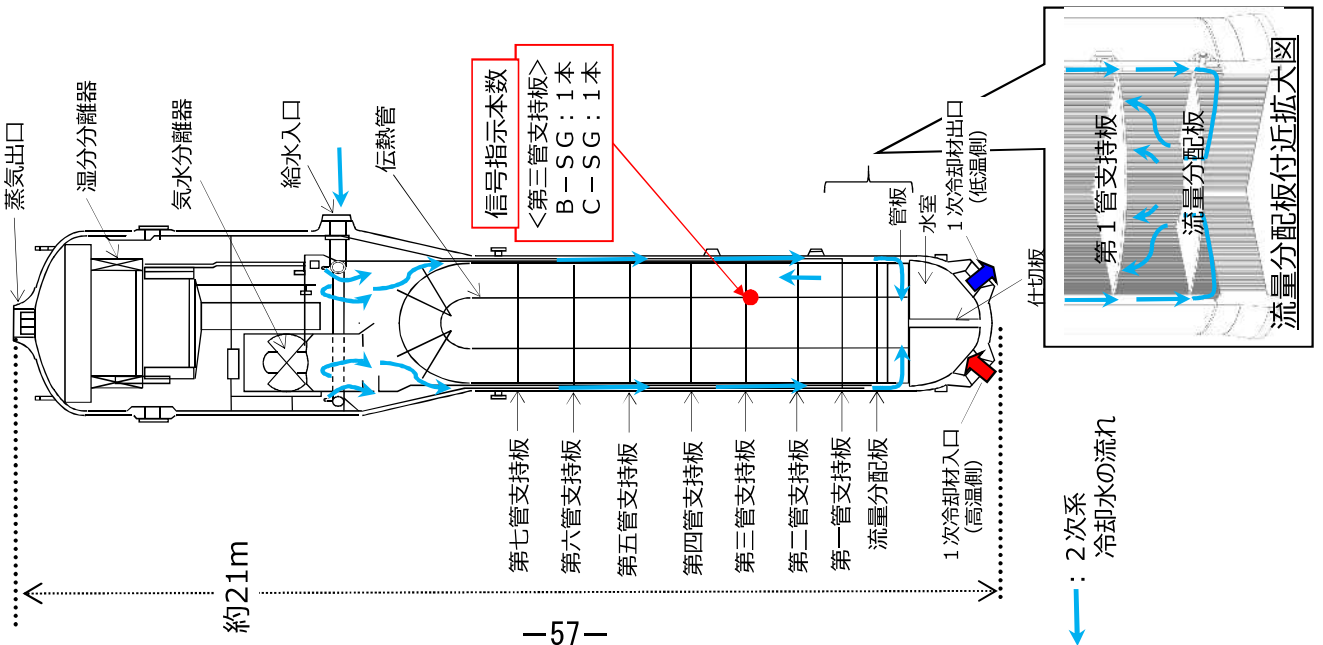 蒸気出口
湿分分離器
気水分離器
給水入口
伝熱管
信号指示本数
<第三管支持板>
B－SG：1本
C－SG：1本
管板
水室
1次冷却材出口
(低温側)
仕切板
第七管支持板
第六管支持板
第五管支持板
第四管支持板
第三管支持板
第二管支持板
第一管支持板
流量分配板
1次冷却材入口
(高温側)
約21m
第1管支持板
流量分配板
流量分配板付近拡大図
：2次系
冷却水の流れ
－57－